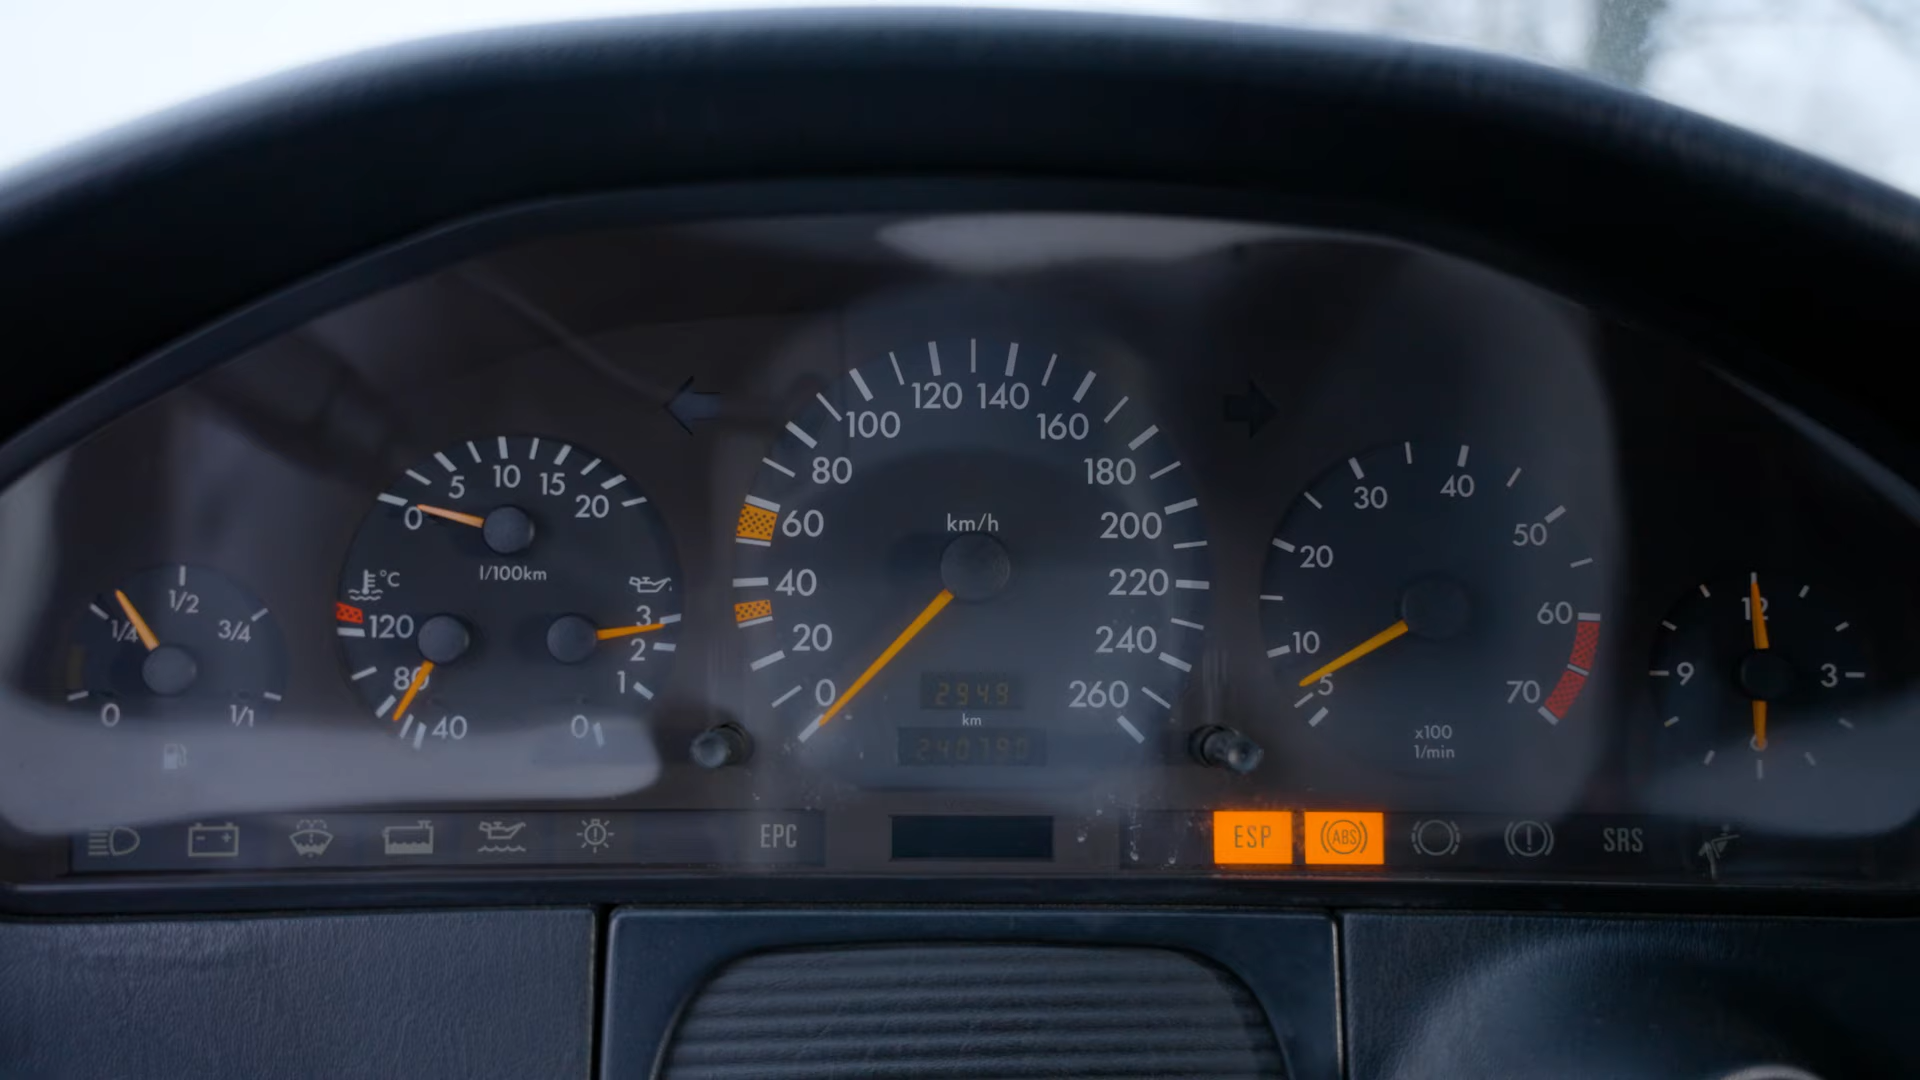 0 1/4 1/2 3/4 1/1
0 5 10 15 20
l/100km
°C
120
80
40
3
2
1
0
0 20 40 60 80 100 120 140 160 180 200 220 240 260
km/h
2949
km
240790
5 10 20 30 40 50 60 70
x100
1/min
12
3
6
9
EPC
ESP
ABS
SRS